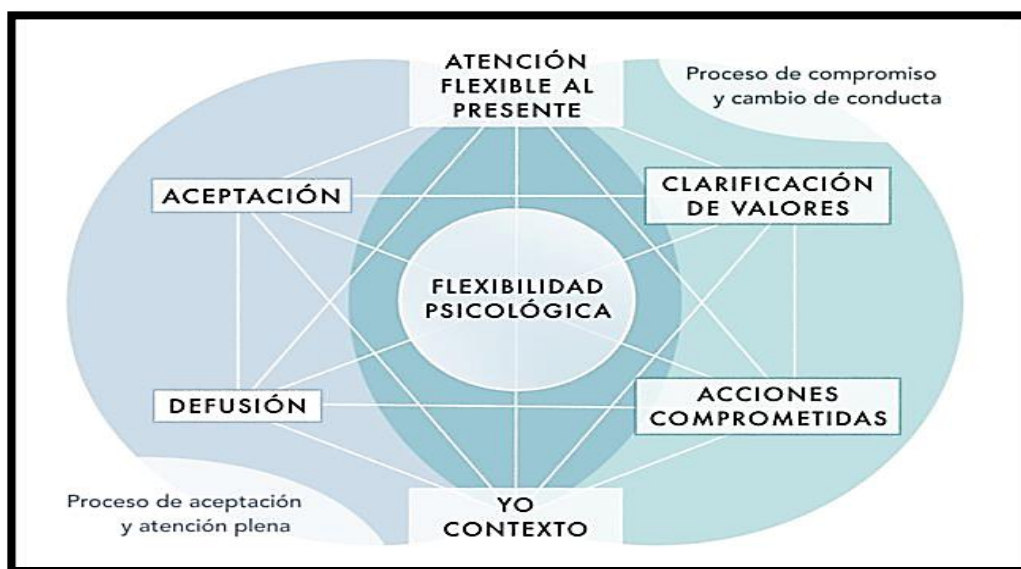 ATENCIÓN
FLEXIBLE AL
PRESENTE
Proceso de compromiso
y cambio de conducta
ACEPTACIÓN
CLARIFICACIÓN
DE VALORES
FLEXIBILIDAD
PSICOLÓGICA
DEFUSIÓN
ACCIONES
COMPROMETIDAS
Proceso de aceptación
y atención plena
YO
CONTEXTO